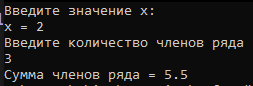 Введите значение x:
x = 2
Введите количество членов ряда
3
Сумма членов ряда = 5.5